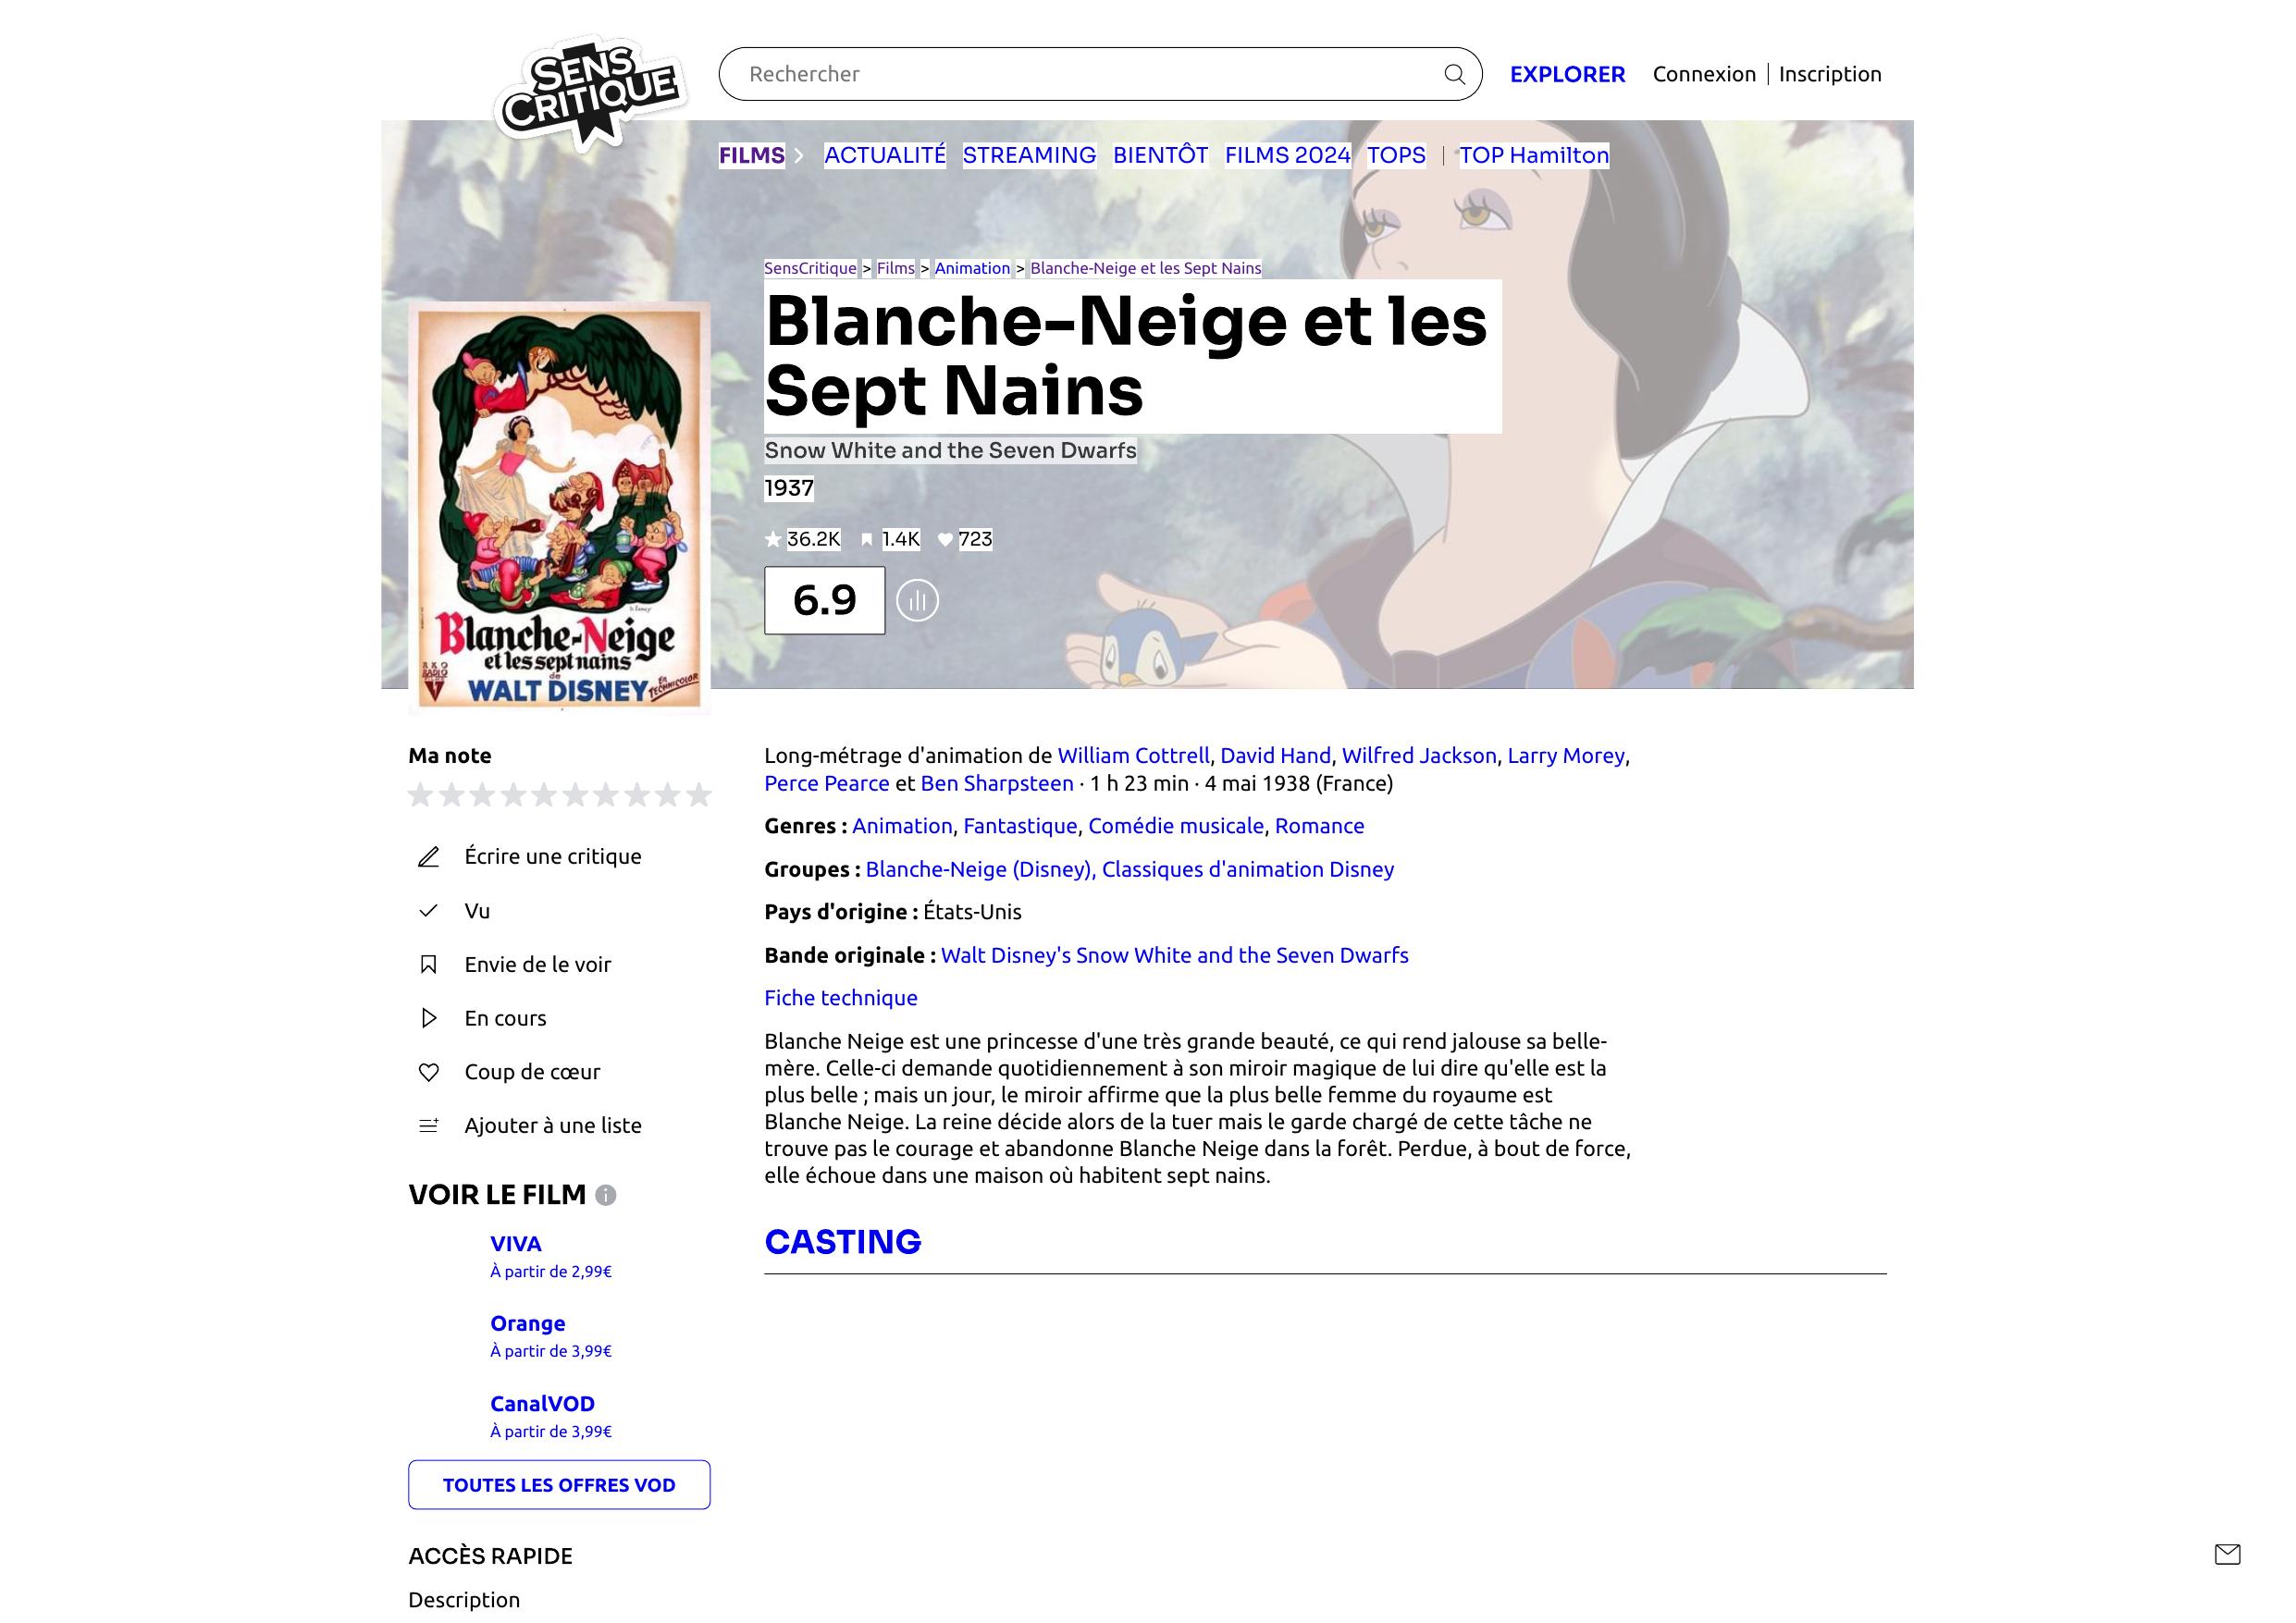 SENS
CRITIQUE
Rechercher
EXPLORER
Connexion | Inscription
FILMS
ACTUALITÉ STREAMING BIENTÔT FILMS 2024 TOPS | TOP Hamilton
SensCritique > Films > Animation > Blanche-Neige et les Sept Nains
Blanche-Neige et les
Sept Nains
Snow White and the Seven Dwarfs
1937
36.2K 1.4K 723
6.9
Blanche-Neige
et les sept nains
de
WALT DISNEY
En
TECHNICOLOR
RKO
RADIO
Ma note
Écrire une critique
Vu
Envie de le voir
En cours
Coup de cœur
Ajouter à une liste
VOIR LE FILM
VIVA
À partir de 2,99€
Orange
À partir de 3,99€
CanalVOD
À partir de 3,99€
TOUTES LES OFFRES VOD
ACCÈS RAPIDE
Description
Long-métrage d'animation de William Cottrell, David Hand, Wilfred Jackson, Larry Morey,
Perce Pearce et Ben Sharpsteen · 1 h 23 min · 4 mai 1938 (France)
Genres : Animation, Fantastique, Comédie musicale, Romance
Groupes : Blanche-Neige (Disney), Classiques d'animation Disney
Pays d'origine : États-Unis
Bande originale : Walt Disney's Snow White and the Seven Dwarfs
Fiche technique
Blanche Neige est une princesse d'une très grande beauté, ce qui rend jalouse sa belle-
mère. Celle-ci demande quotidiennement à son miroir magique de lui dire qu'elle est la
plus belle ; mais un jour, le miroir affirme que la plus belle femme du royaume est
Blanche Neige. La reine décide alors de la tuer mais le garde chargé de cette tâche ne
trouve pas le courage et abandonne Blanche Neige dans la forêt. Perdue, à bout de force,
elle échoue dans une maison où habitent sept nains.
CASTING